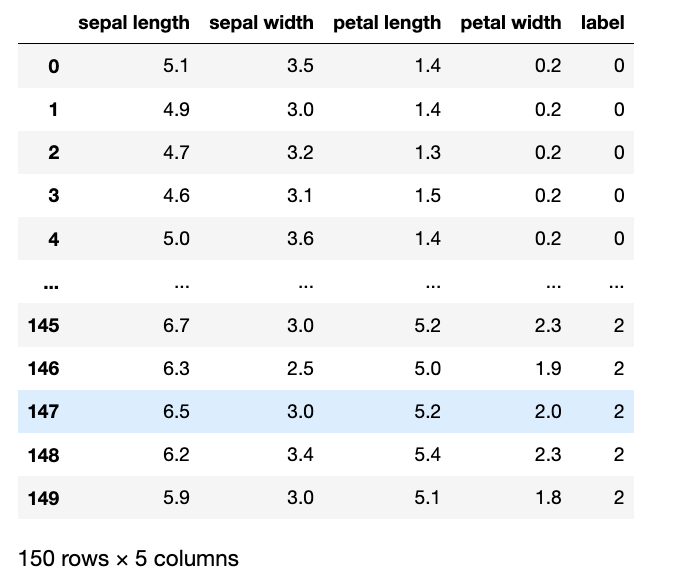 sepal length sepal width petal length petal width label
0 5.1 3.5 1.4 0.2 0
1 4.9 3.0 1.4 0.2 0
2 4.7 3.2 1.3 0.2 0
3 4.6 3.1 1.5 0.2 0
4 5.0 3.6 1.4 0.2 0
... ... ... ... ... ...
145 6.7 3.0 5.2 2.3 2
146 6.3 2.5 5.0 1.9 2
147 6.5 3.0 5.2 2.0 2
148 6.2 3.4 5.4 2.3 2
149 5.9 3.0 5.1 1.8 2
150 rows × 5 columns